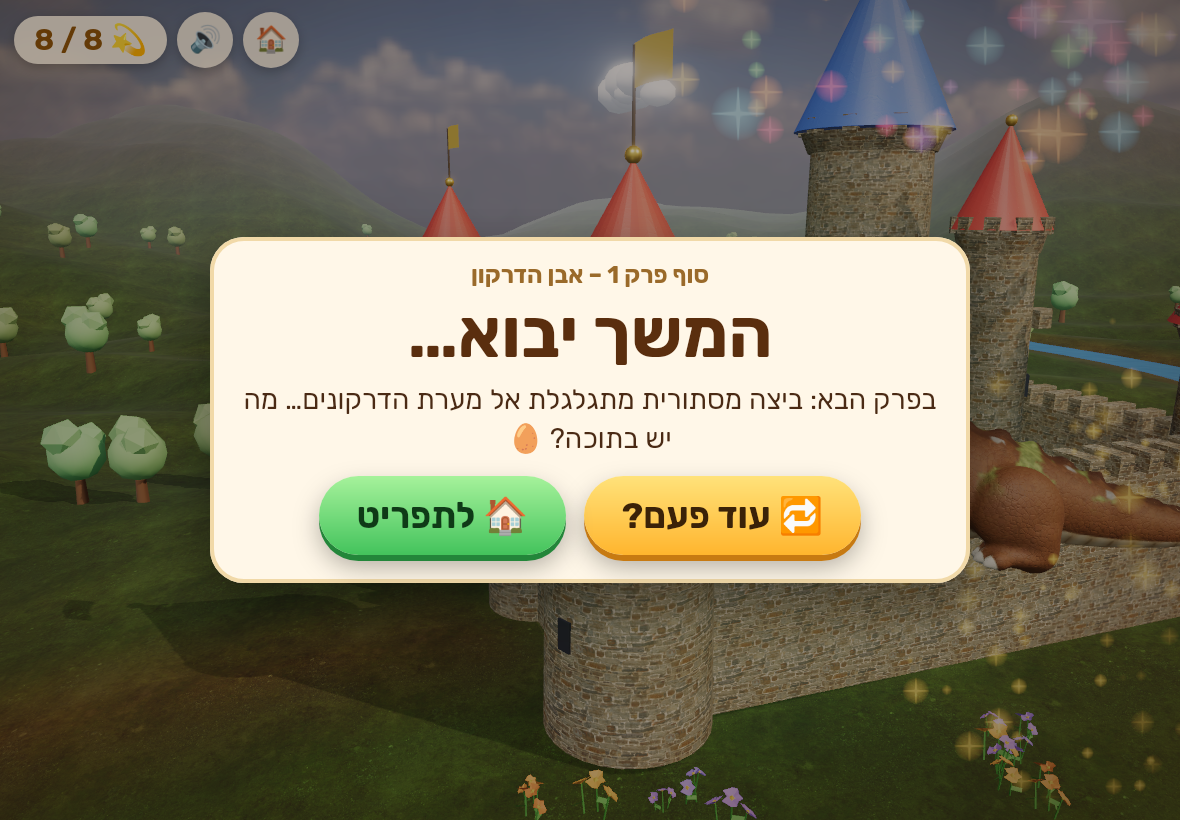 8 / 8
סוף פרק 1 – אבן הדרקון
המשך יבוא...
בפרק הבא: ביצה מסתורית מתגלגלת אל מערת הדרקונים... מה
יש בתוכה?
עוד פעם?
לתפריט